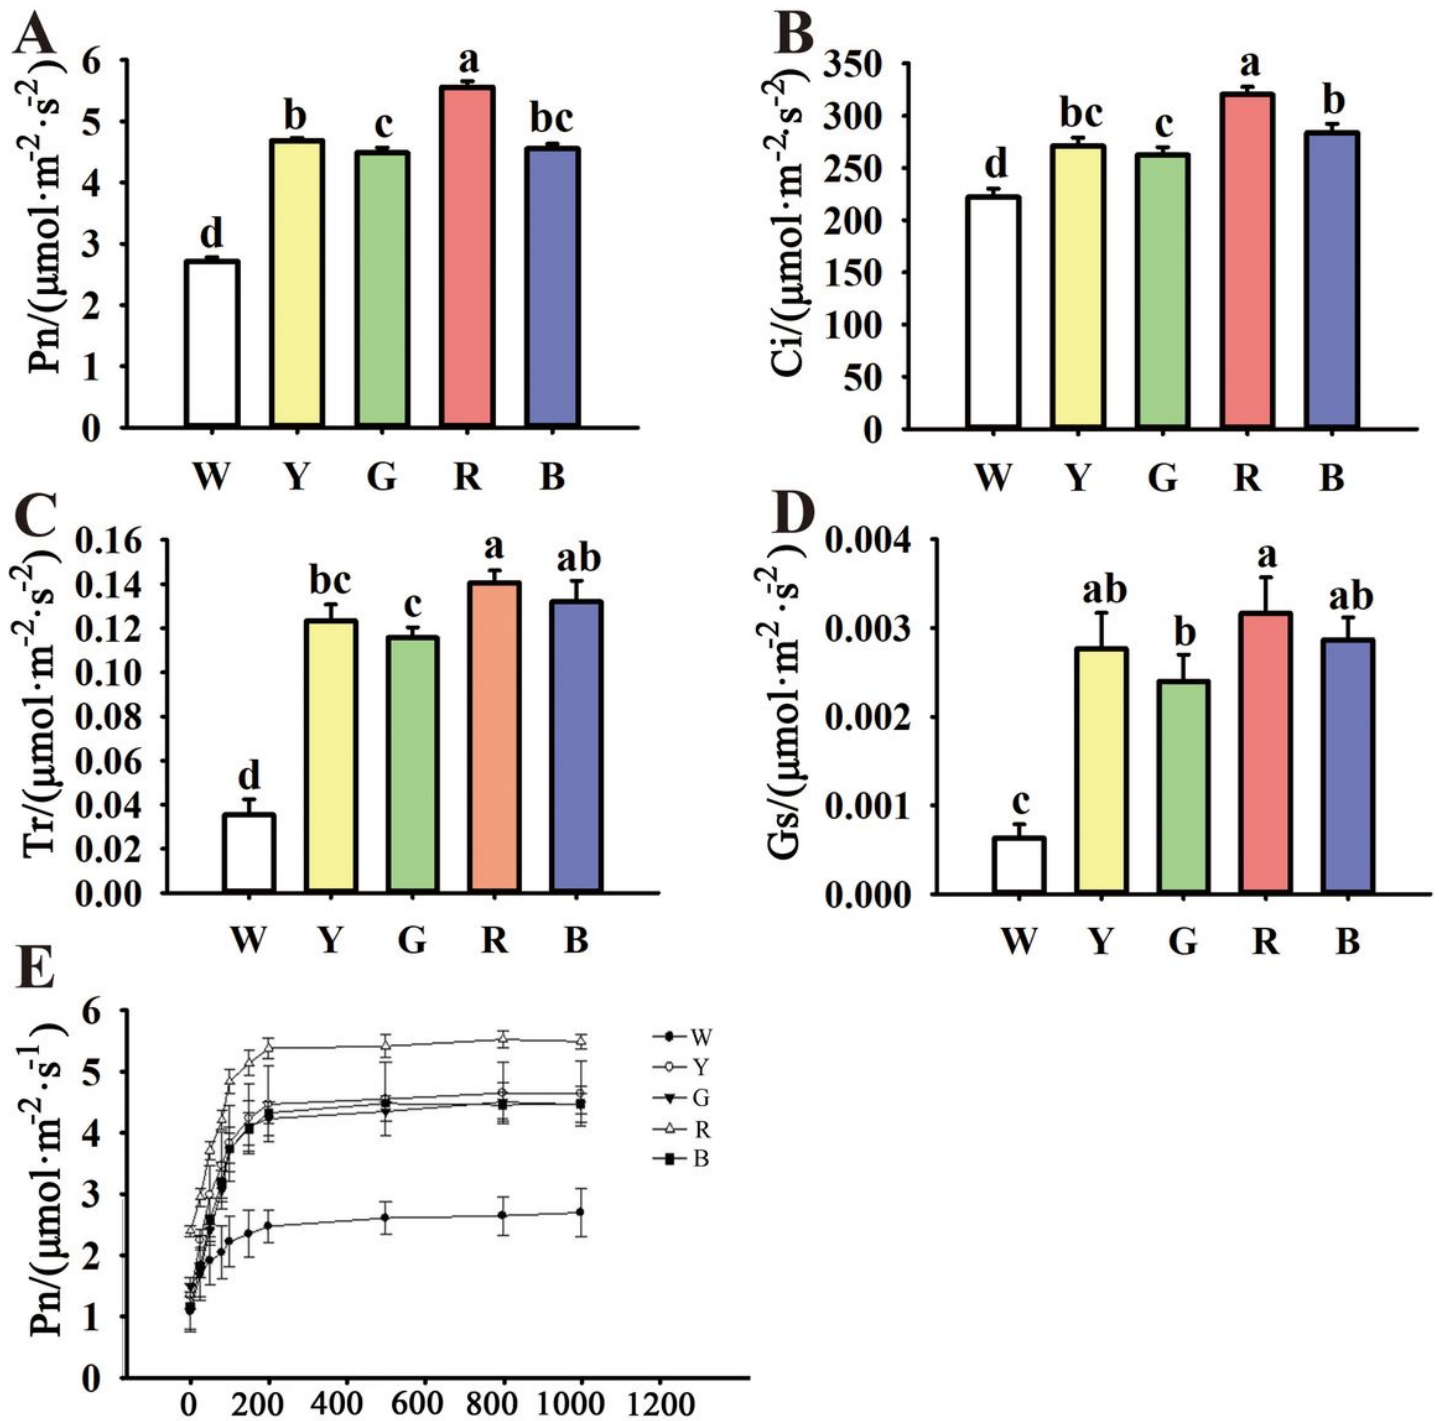 A
Pn/(μmol·m⁻²·s⁻²)
6
5
4
3
2
1
0
d
b
c
a
bc
W Y G R B
B
Ci/(μmol·m⁻²·s⁻²)
350
300
250
200
150
100
50
0
d
bc
c
a
b
W Y G R B
C
Tr/(μmol·m⁻²·s⁻²)
0.16
0.14
0.12
0.10
0.08
0.06
0.04
0.02
0.00
d
bc
c
a
ab
W Y G R B
D
Gs/(μmol·m⁻²·s⁻²)
0.004
0.003
0.002
0.001
0.000
c
ab
b
a
ab
W Y G R B
E
Pn/(μmol·m⁻²·s⁻¹)
6
5
4
3
2
1
0
0 200 400 600 800 1000 1200
W
Y
G
R
B